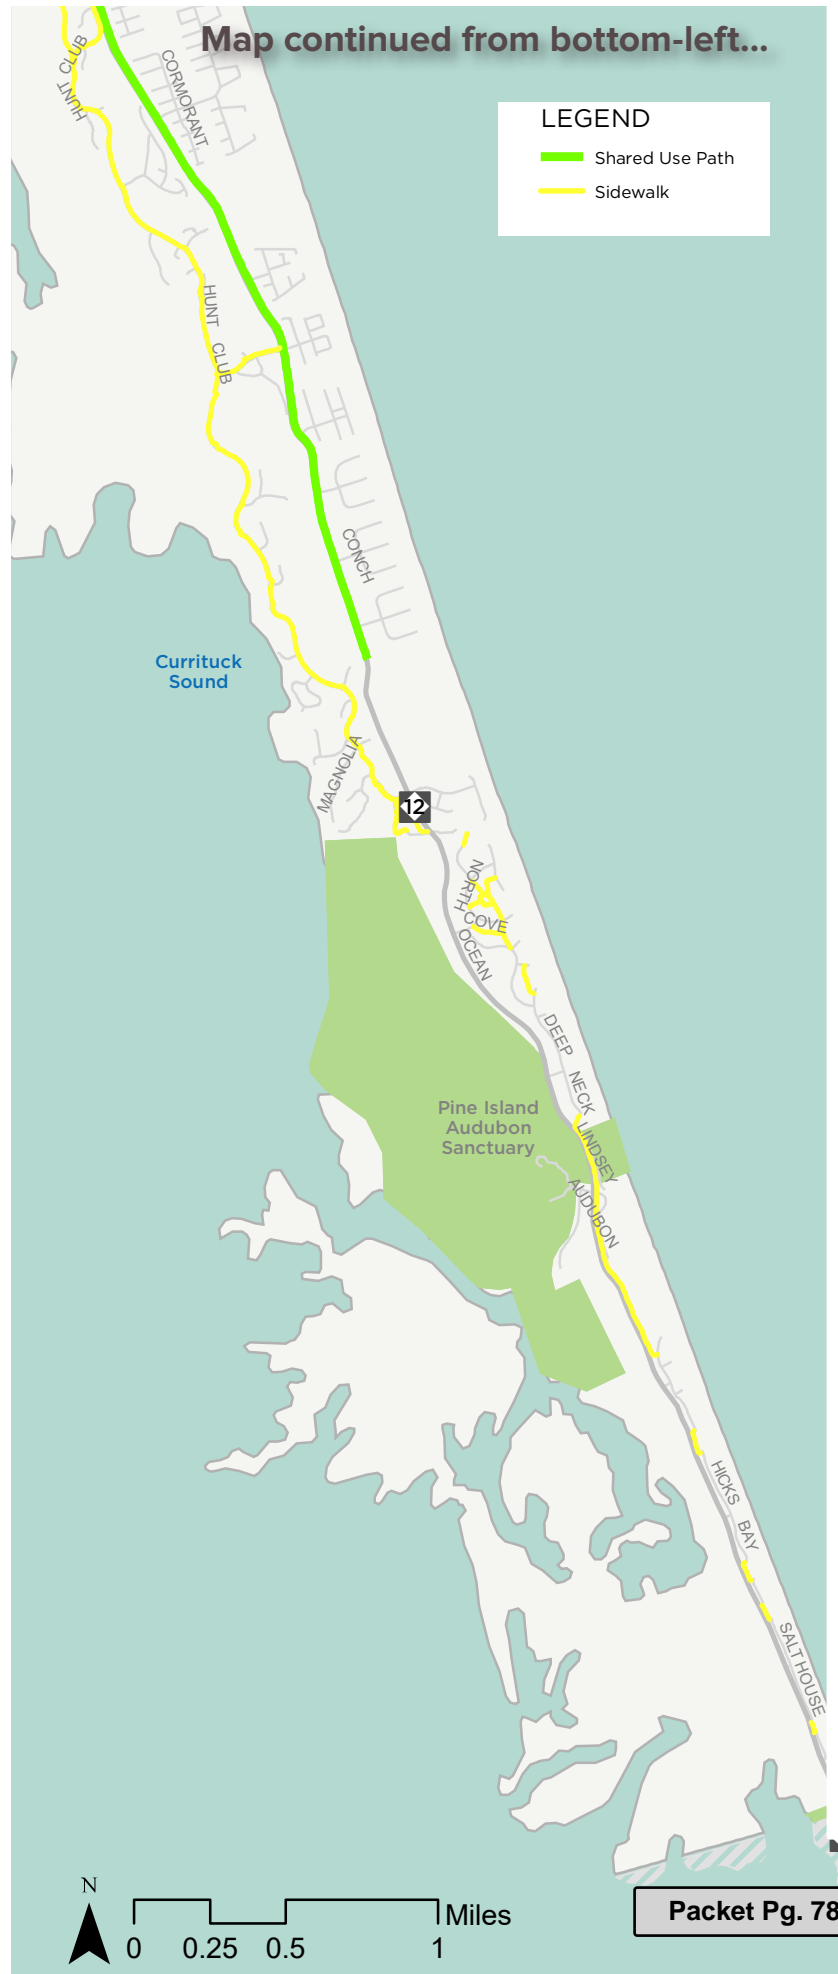 Map continued from bottom-left...
LEGEND
Shared Use Path
Sidewalk
HUNT CLUB
CORMORANT
HUNT CLUB
CONCH
Currituck
Sound
MAGNOLIA
12
NORTH
COVE
OCEAN
DEEP NECK
Pine Island
Audubon
Sanctuary
LINDSEY
AUDUBON
HICKS BAY
SALT HOUSE
N
Miles
0 0.25 0.5 1
Packet Pg. 78